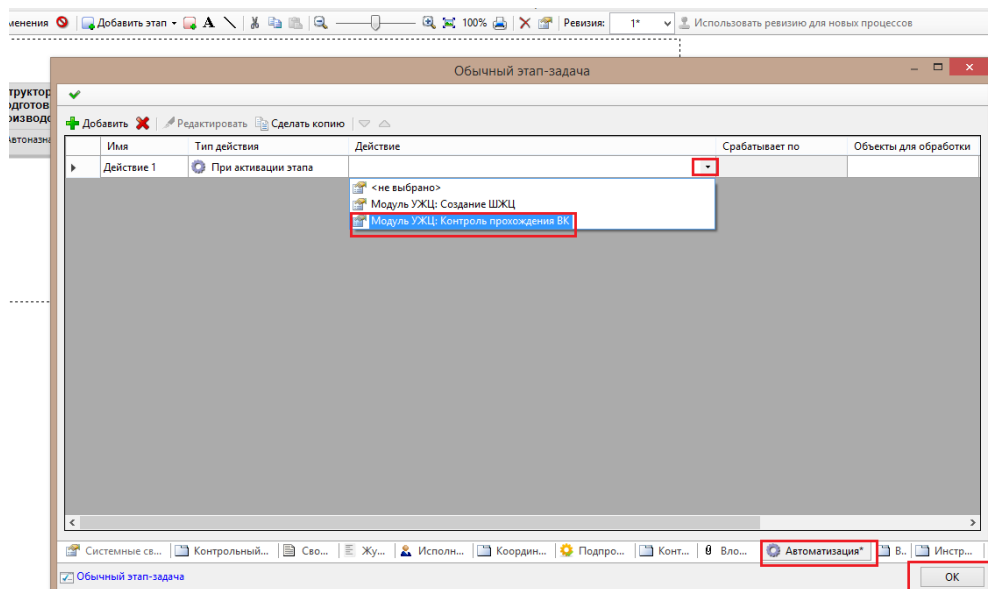 менения Добавить этап А 100% Ревизия: 1* Использовать ревизию для новых процессов
Обычный этап-задача
Добавить Редактировать Сделать копию
Автоназна
Имя Тип действия Действие Срабатывает по Объекты для обработки
Действие 1 При активации этапа
<не выбрано>
Модуль УЖЦ: Создание ШЖЦ
Модуль УЖЦ: Контроль прохождения ВК
Системные св... Контрольный... Сво... Жу... Исполн... Координ... Подпро... Конт... Вло... Автоматизация* В.. Инстр...
Обычный этап-задача OK